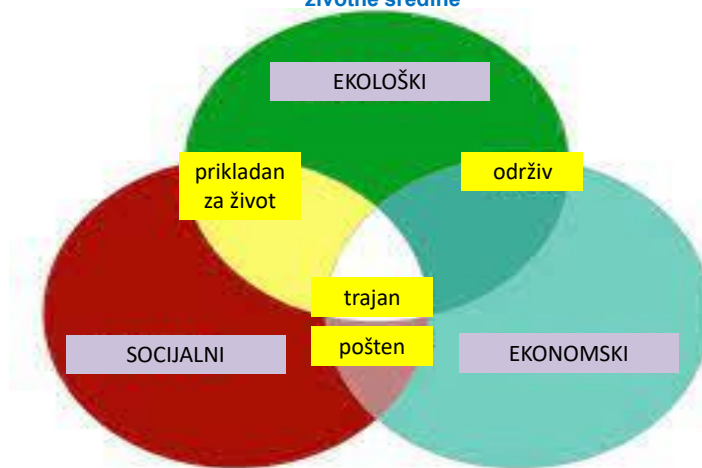 životne sredine
EKOLOŠKI
prikladan
za život
održiv
trajan
pošten
SOCIJALNI
EKONOMSKI